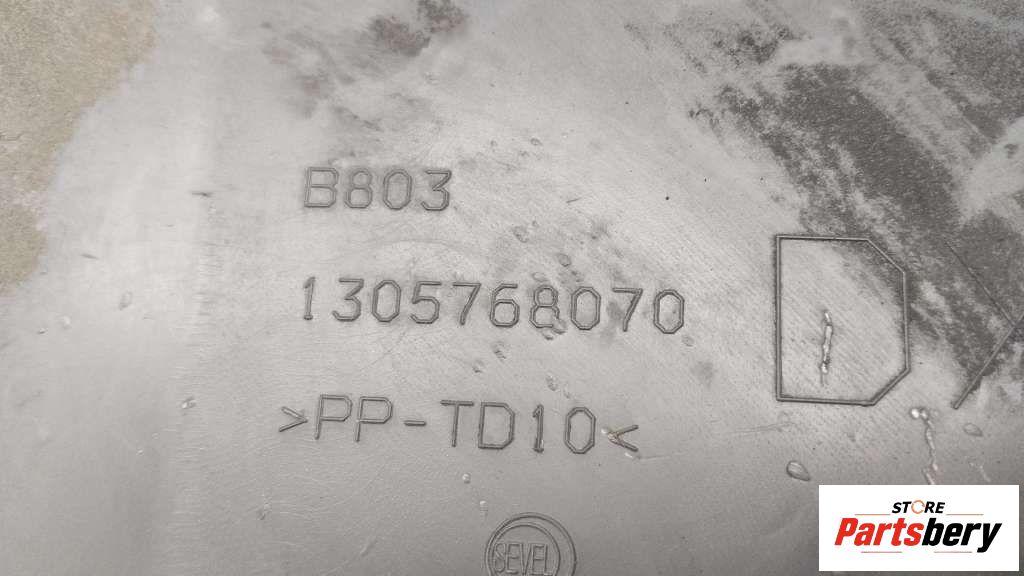 B803
1305768070
>PP-TD10<
D
SEVEL
STORE
Partsbery